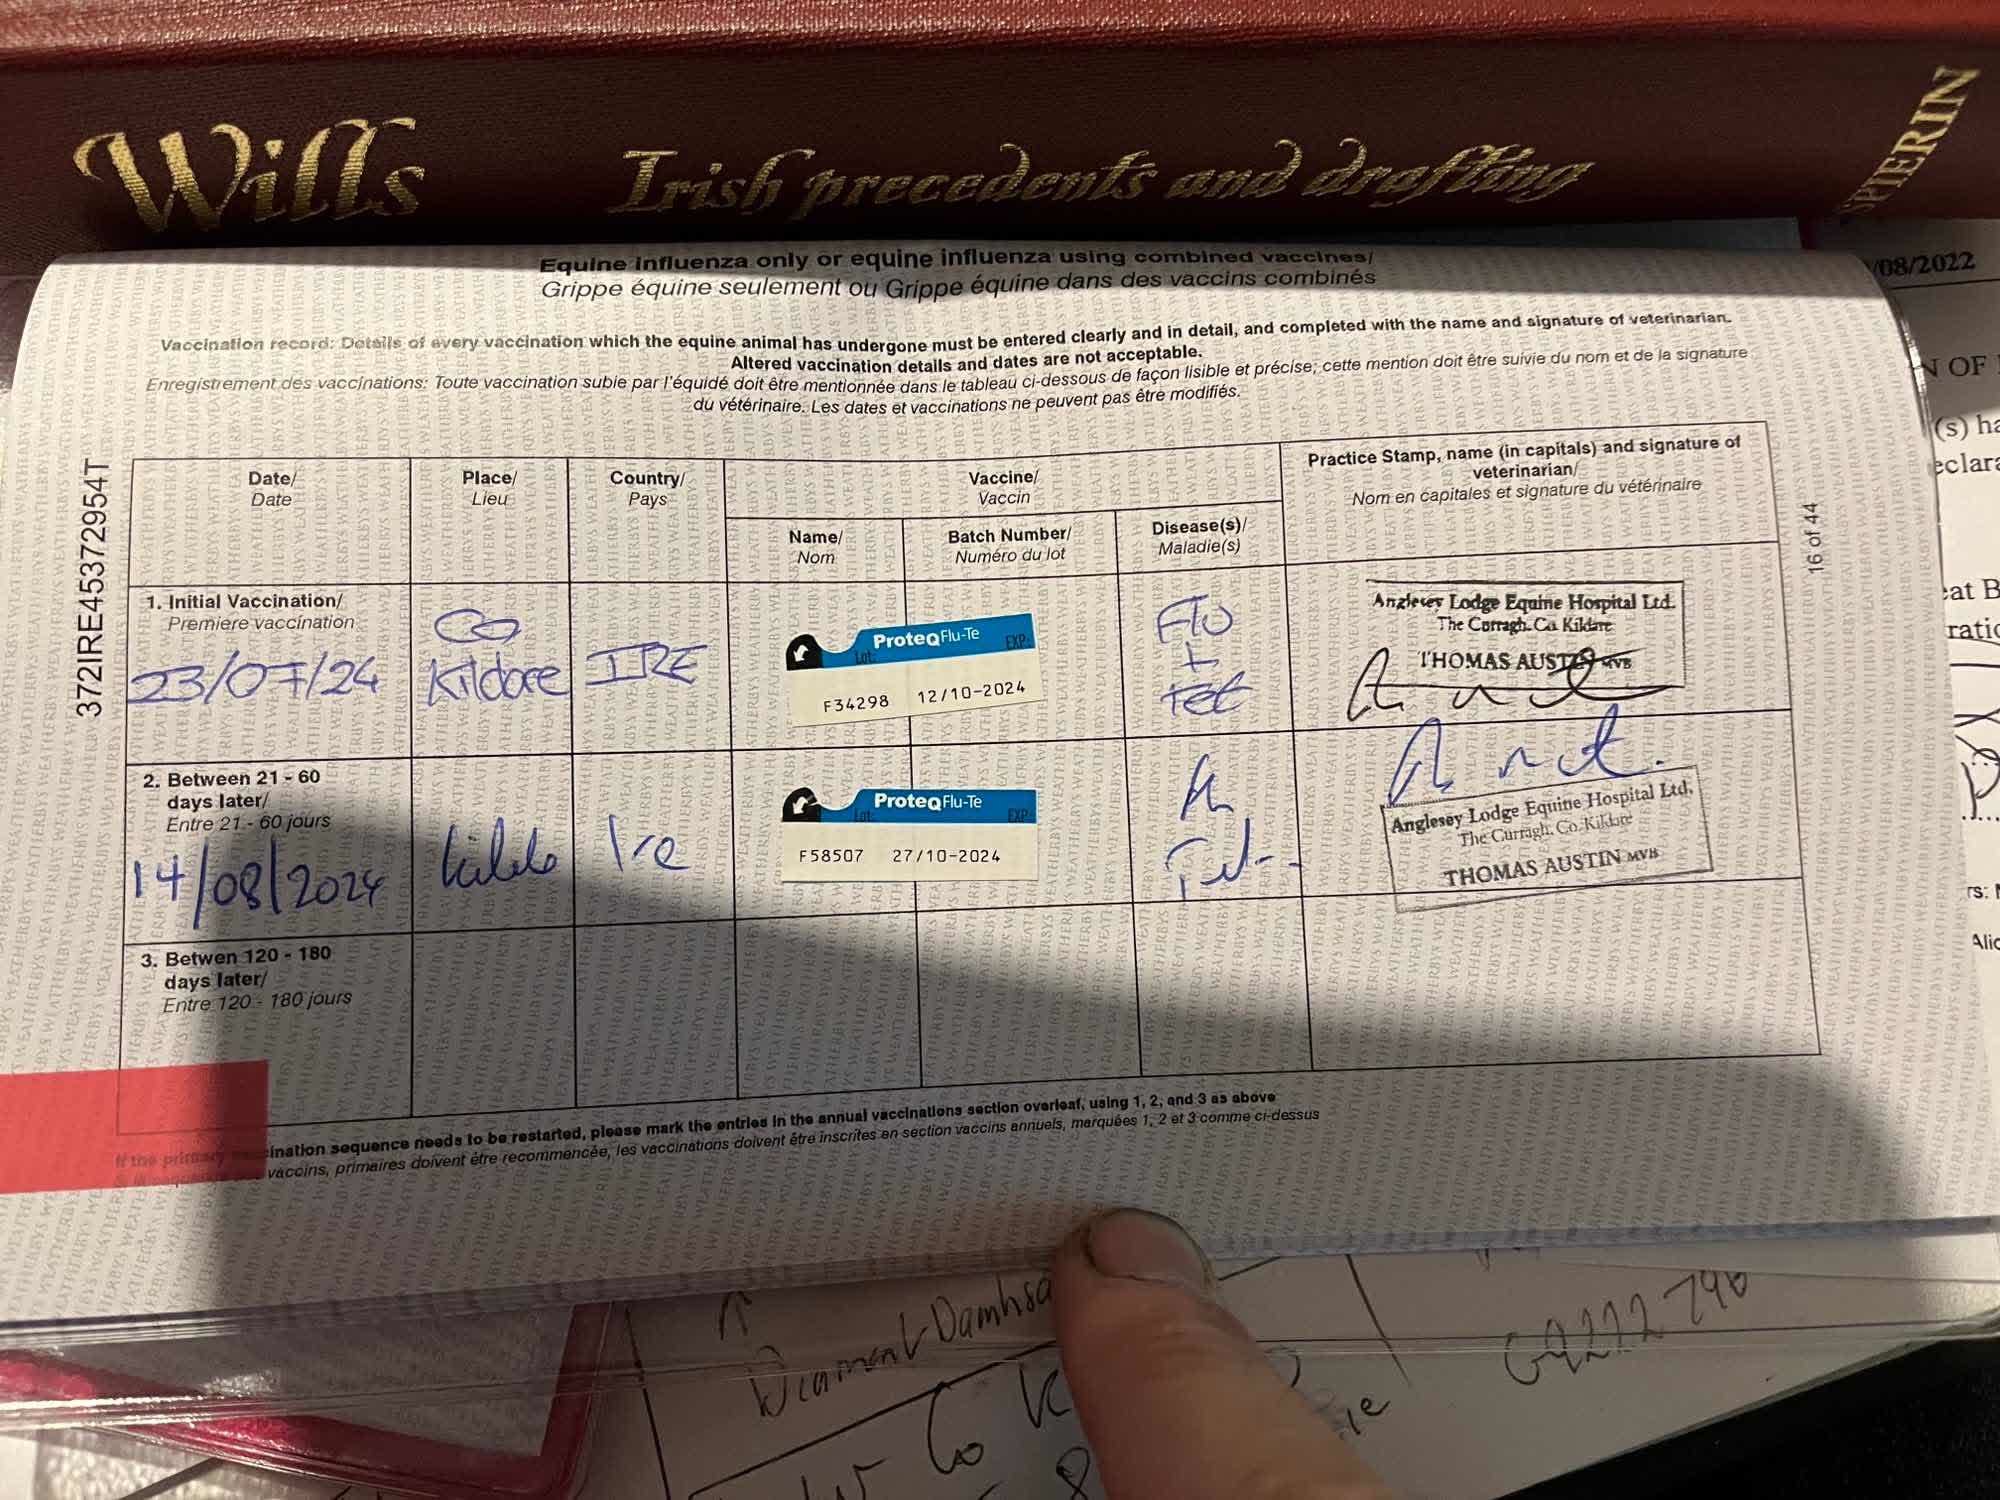 Wills Irish precedents and drafting
/08/2022
Equine influenza only or equine influenza using combined vaccines/
Grippe équine seulement ou Grippe équine dans des vaccins combinés
Vaccination record: Details of every vaccination which the equine animal has undergone must be entered clearly and in detail, and completed with the name and signature of veterinarian.
Altered vaccination details and dates are not acceptable.
Enregistrement des vaccinations: Toute vaccination subie par l'équidé doit être mentionnée dans le tableau ci-dessous de façon lisible et précise; cette mention doit être suivie du nom et de la signature
du vétérinaire. Les dates et vaccinations ne peuvent pas être modifiés.
372IRE45372954T
16 of 44
Date/
Date
Place/
Lieu
Country/
Pays
Vaccine/
Vaccin
Name/
Nom
Batch Number/
Numéro du lot
Disease(s)/
Maladie(s)
Practice Stamp, name (in capitals) and signature of
veterinarian/
Nom en capitales et signature du vétérinaire
1. Initial Vaccination/
Premiere vaccination
23/07/24
Co
Kildare
IRE
ProteqFlu-Te
Lot: EXP.
F34298 12/10-2024
Flu
+
Tet
Anglesey Lodge Equine Hospital Ltd.
The Curragh. Co. Kildare
THOMAS AUSTIN MVB
2. Between 21 - 60
days later/
Entre 21 - 60 jours
14/08/2024
Ire
ProteqFlu-Te
Lot: EXP.
F58507 27/10-2024
Anglesey Lodge Equine Hospital Ltd.
The Curragh. Co. Kildare
THOMAS AUSTIN MVB
3. Betwen 120 - 180
days later/
Entre 120 - 180 jours
If the primary vaccination sequence needs to be restarted, please mark the entries in the annual vaccinations section overleaf, using 1, 2, and 3 as above
vaccins, primaires doivent être recommencée, les vaccinations doivent être inscrites en section vaccins annuels, marquées 1, 2 et 3 comme ci-dessus
Damhsa